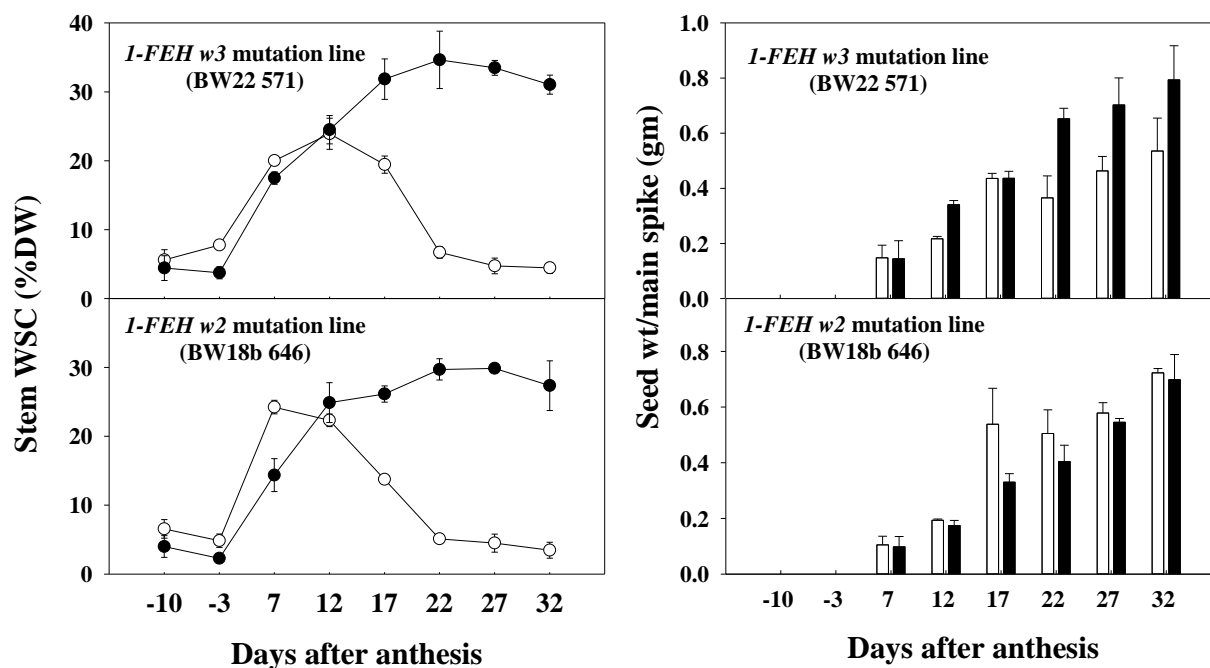 Stem WSC (%DW)
40
30
20
10
0
1-FEH w3 mutation line
(BW22 571)
30
20
10
0
1-FEH w2 mutation line
(BW18b 646)
-10 -3 7 12 17 22 27 32
Days after anthesis
Seed wt/main spike (gm)
1.0
0.8
0.6
0.4
0.2
0.0
1-FEH w3 mutation line
(BW22 571)
0.8
0.6
0.4
0.2
0.0
1-FEH w2 mutation line
(BW18b 646)
-10 -3 7 12 17 22 27 32
Days after anthesis